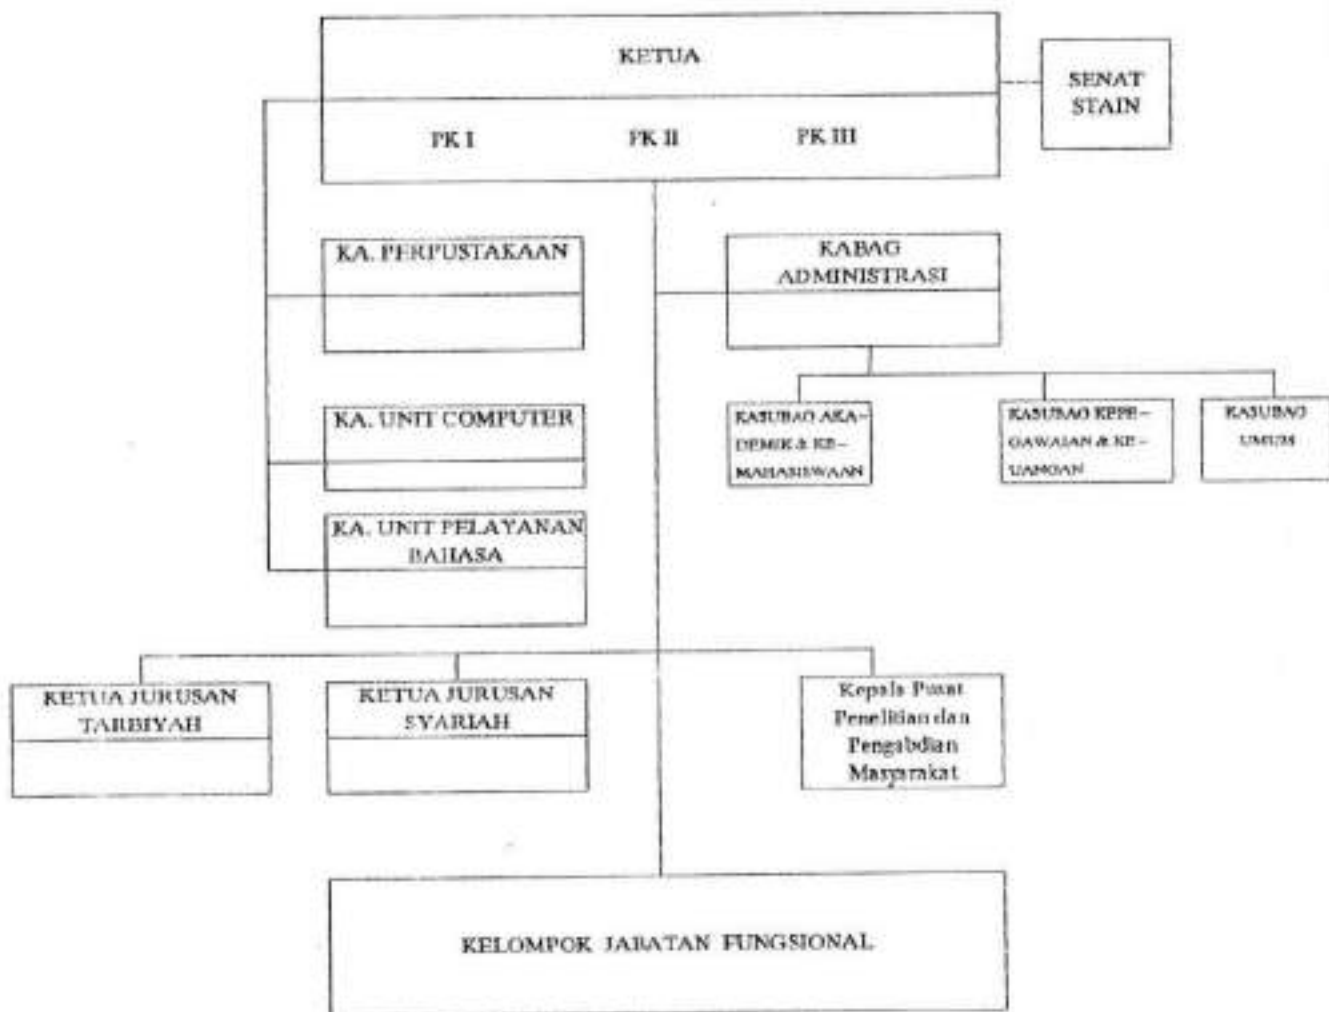 KETUA
SENAT
STAIN
PK I PK II PK III
KA. PERPUSTAKAAN
KABAG
ADMINISTRASI
KA. UNIT COMPUTER
KASUBAG AKA–
DEMIK & KE–
MAHASISWAAN
KASUBAG KEPE–
GAWAIAN & KE–
UANGAN
KASUBAG
UMUM
KA. UNIT PELAYANAN
BAHASA
KETUA JURUSAN
TARBIYAH
KETUA JURUSAN
SYARIAH
Kepala Pusat
Penelitian dan
Pengabdian
Masyarakat
KELOMPOK JABATAN FUNGSIONAL